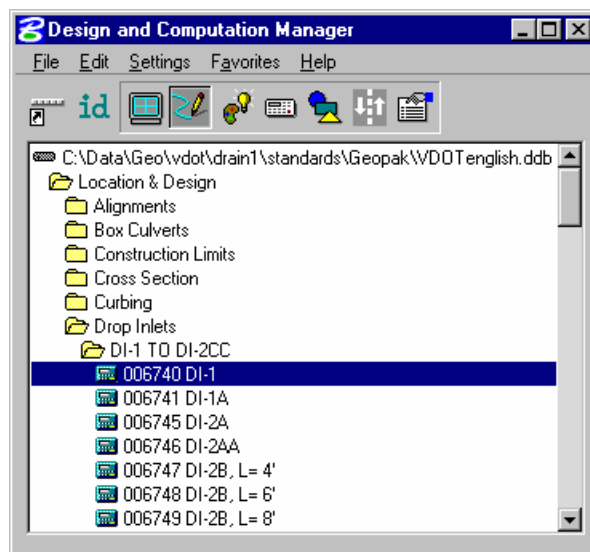 Design and Computation Manager
File Edit Settings Favorites Help
id
C:\Data\Geo\vdot\drain1\standards\Geopak\VDOTenglish.ddb
Location & Design
Alignments
Box Culverts
Construction Limits
Cross Section
Curbing
Drop Inlets
DI-1 TO DI-2CC
006740 DI-1
006741 DI-1A
006745 DI-2A
006746 DI-2AA
006747 DI-2B, L= 4'
006748 DI-2B, L= 6'
006749 DI-2B, L= 8'